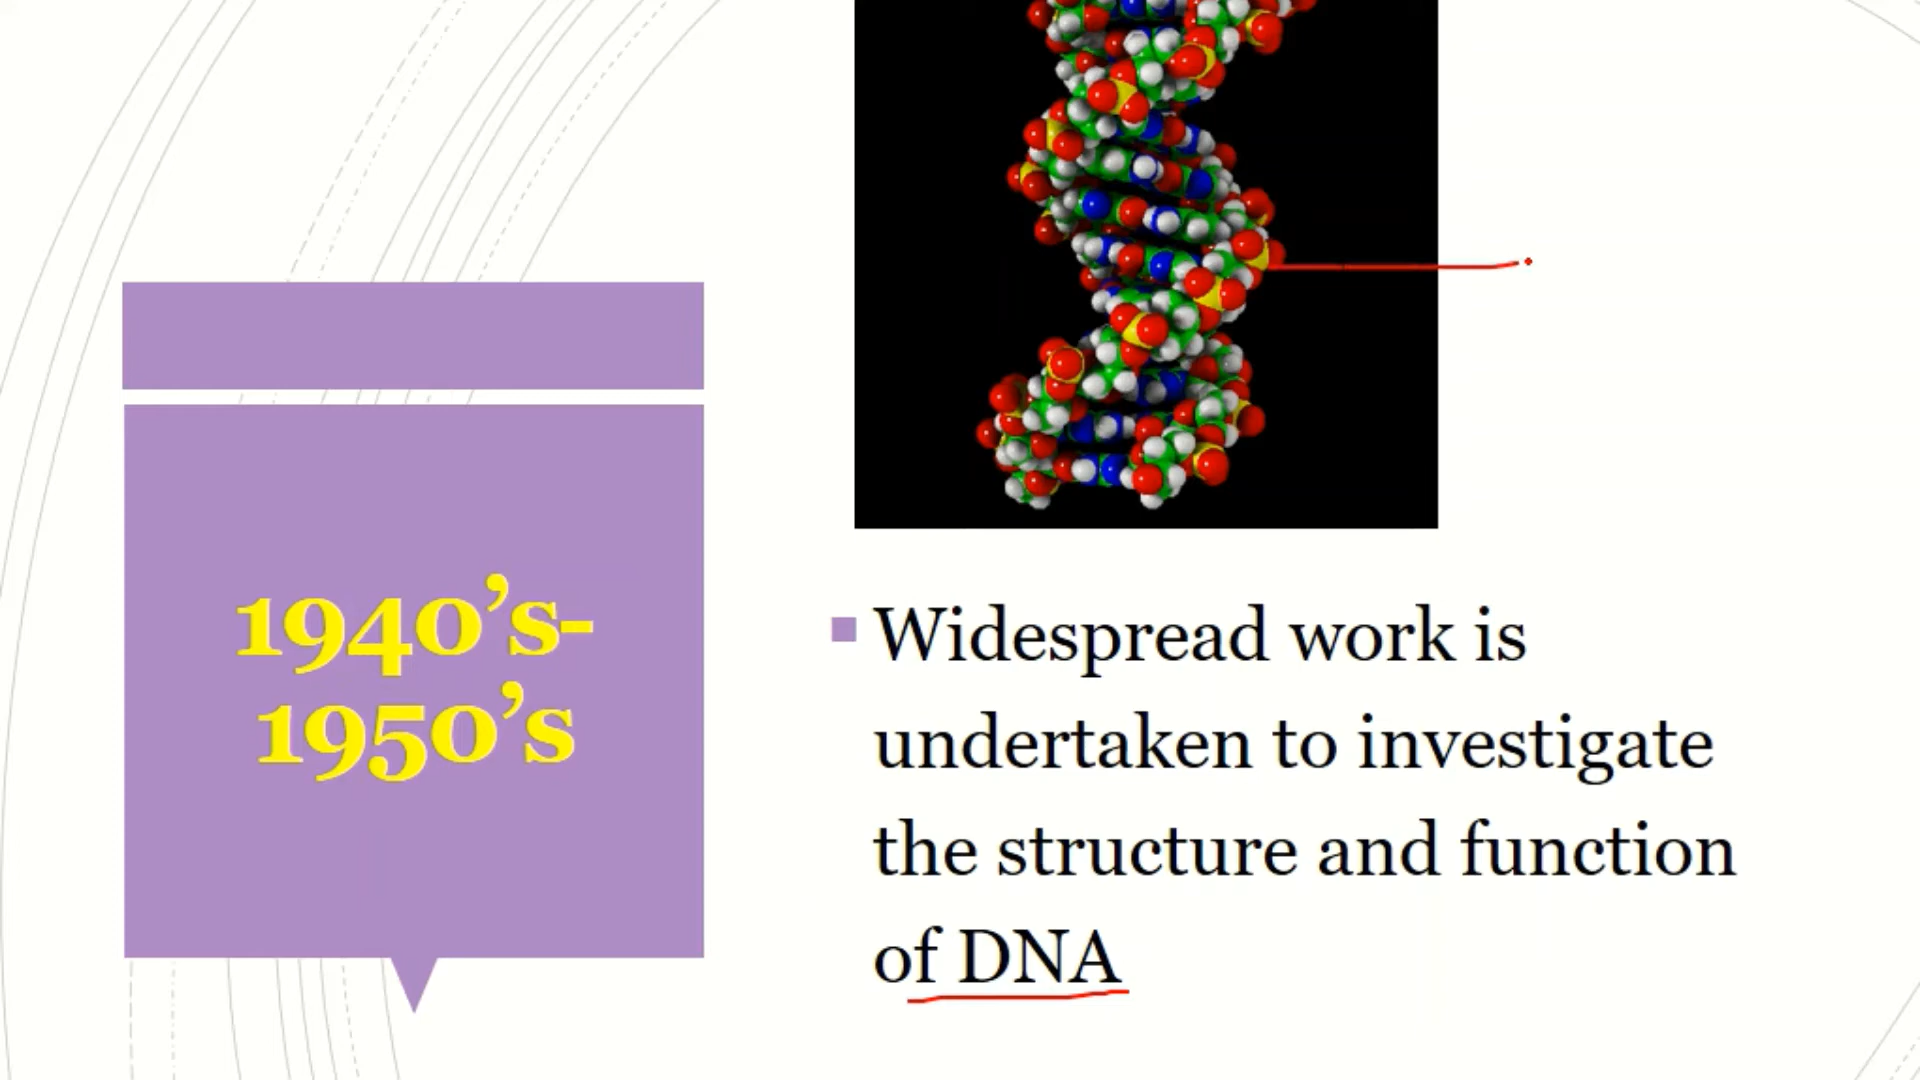 1940’s-
1950’s
Widespread work is
undertaken to investigate
the structure and function
of DNA